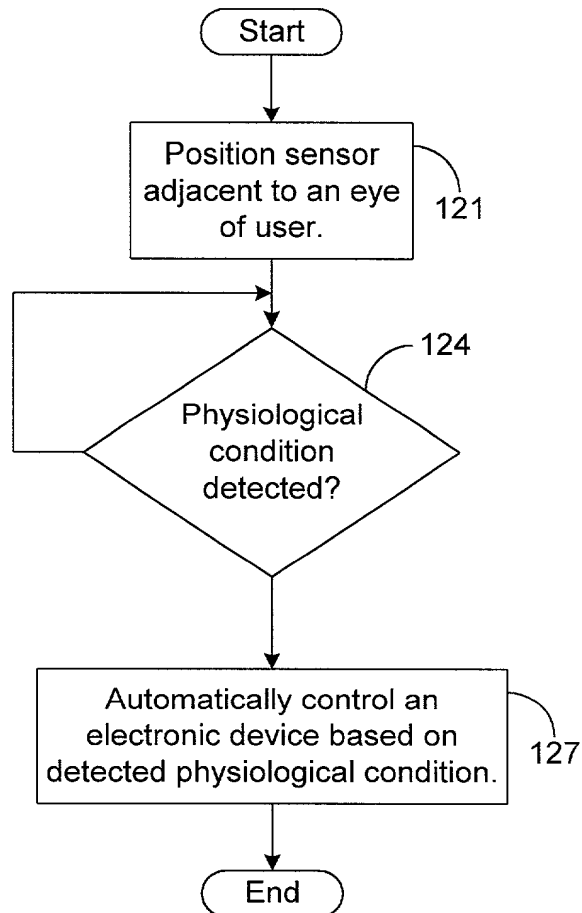 Start
Position sensor
adjacent to an eye
of user.
121
124
Physiological
condition
detected?
Automatically control an
electronic device based on
detected physiological condition.
127
End